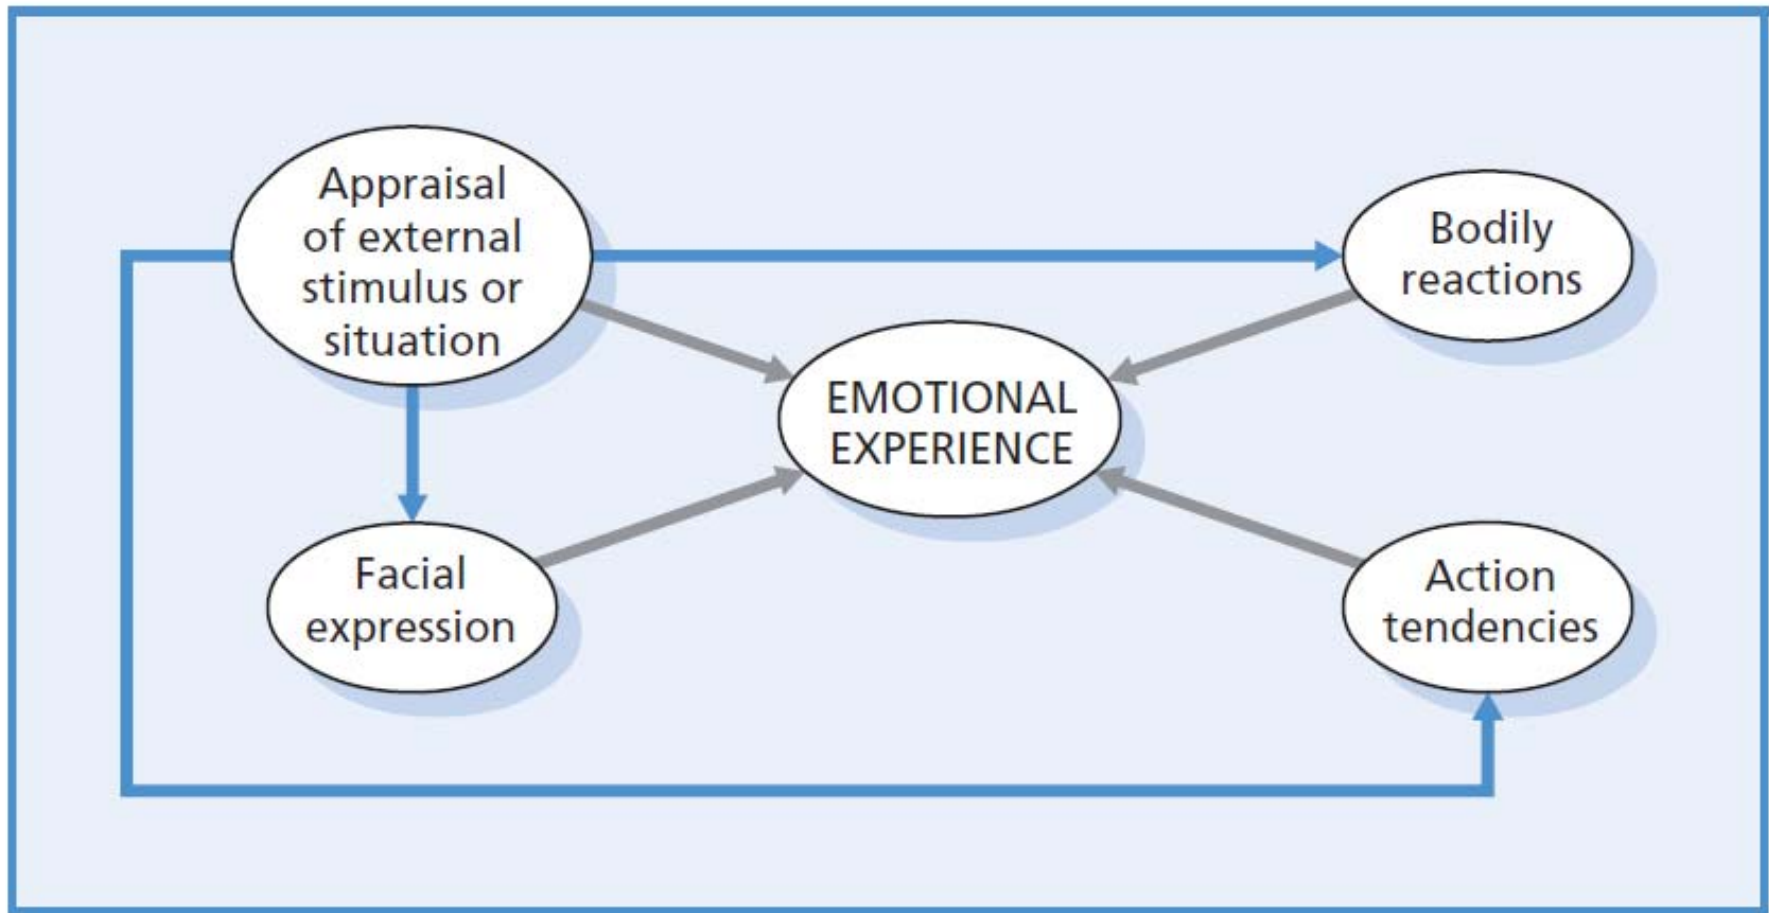 Appraisal
of external
stimulus or
situation
Bodily
reactions
EMOTIONAL
EXPERIENCE
Facial
expression
Action
tendencies